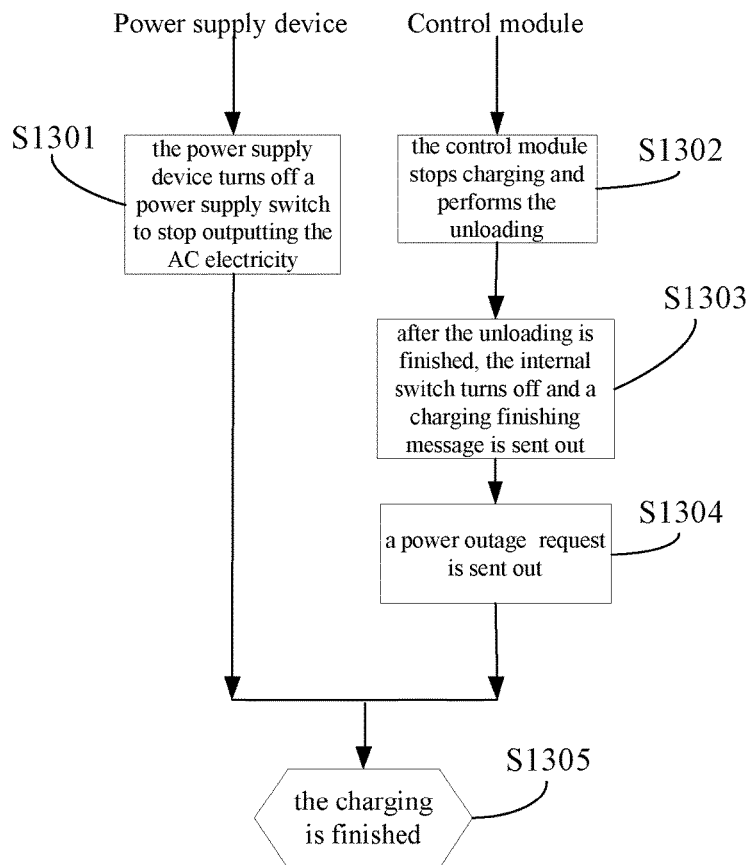 Power supply device
Control module
S1301
the power supply
device turns off a
power supply switch
to stop outputting the
AC electricity
the control module
stops charging and
performs the
unloading
S1302
after the unloading is
finished, the internal
switch turns off and a
charging finishing
message is sent out
S1303
a power outage request
is sent out
S1304
the charging
is finished
S1305